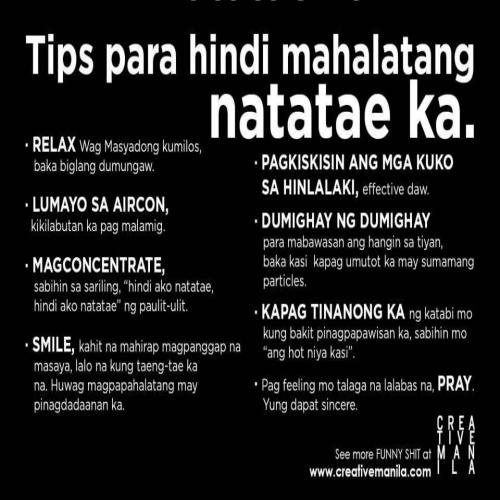 Tips para hindi mahalatang
natatae ka.
• RELAX Wag Masyadong kumilos,
baka biglang dumungaw.
• LUMAYO SA AIRCON,
kikilabutan ka pag malamig.
• MAGCONCENTRATE,
sabihin sa sariling, "hindi ako natatae,
hindi ako natatae" ng paulit-ulit.
• SMILE, kahit na mahirap magpanggap na
masaya, lalo na kung taeng-tae ka
na. Huwag magpapahalatang may
pinagdadaanan ka.
• PAGKISKISIN ANG MGA KUKO
SA HINLALAKI, effective daw.
• DUMIGHAY NG DUMIGHAY
para mabawasan ang hangin sa tiyan,
baka kasi kapag umutot ka may sumamang
particles.
• KAPAG TINANONG KA ng katabi mo
kung bakit pinagpapawisan ka, sabihin mo
"ang hot niya kasi".
• Pag feeling mo talaga na lalabas na, PRAY.
Yung dapat sincere.
See more FUNNY SHIT at
www.creativemanila.com
CREA
TIVE
MAN
ILA